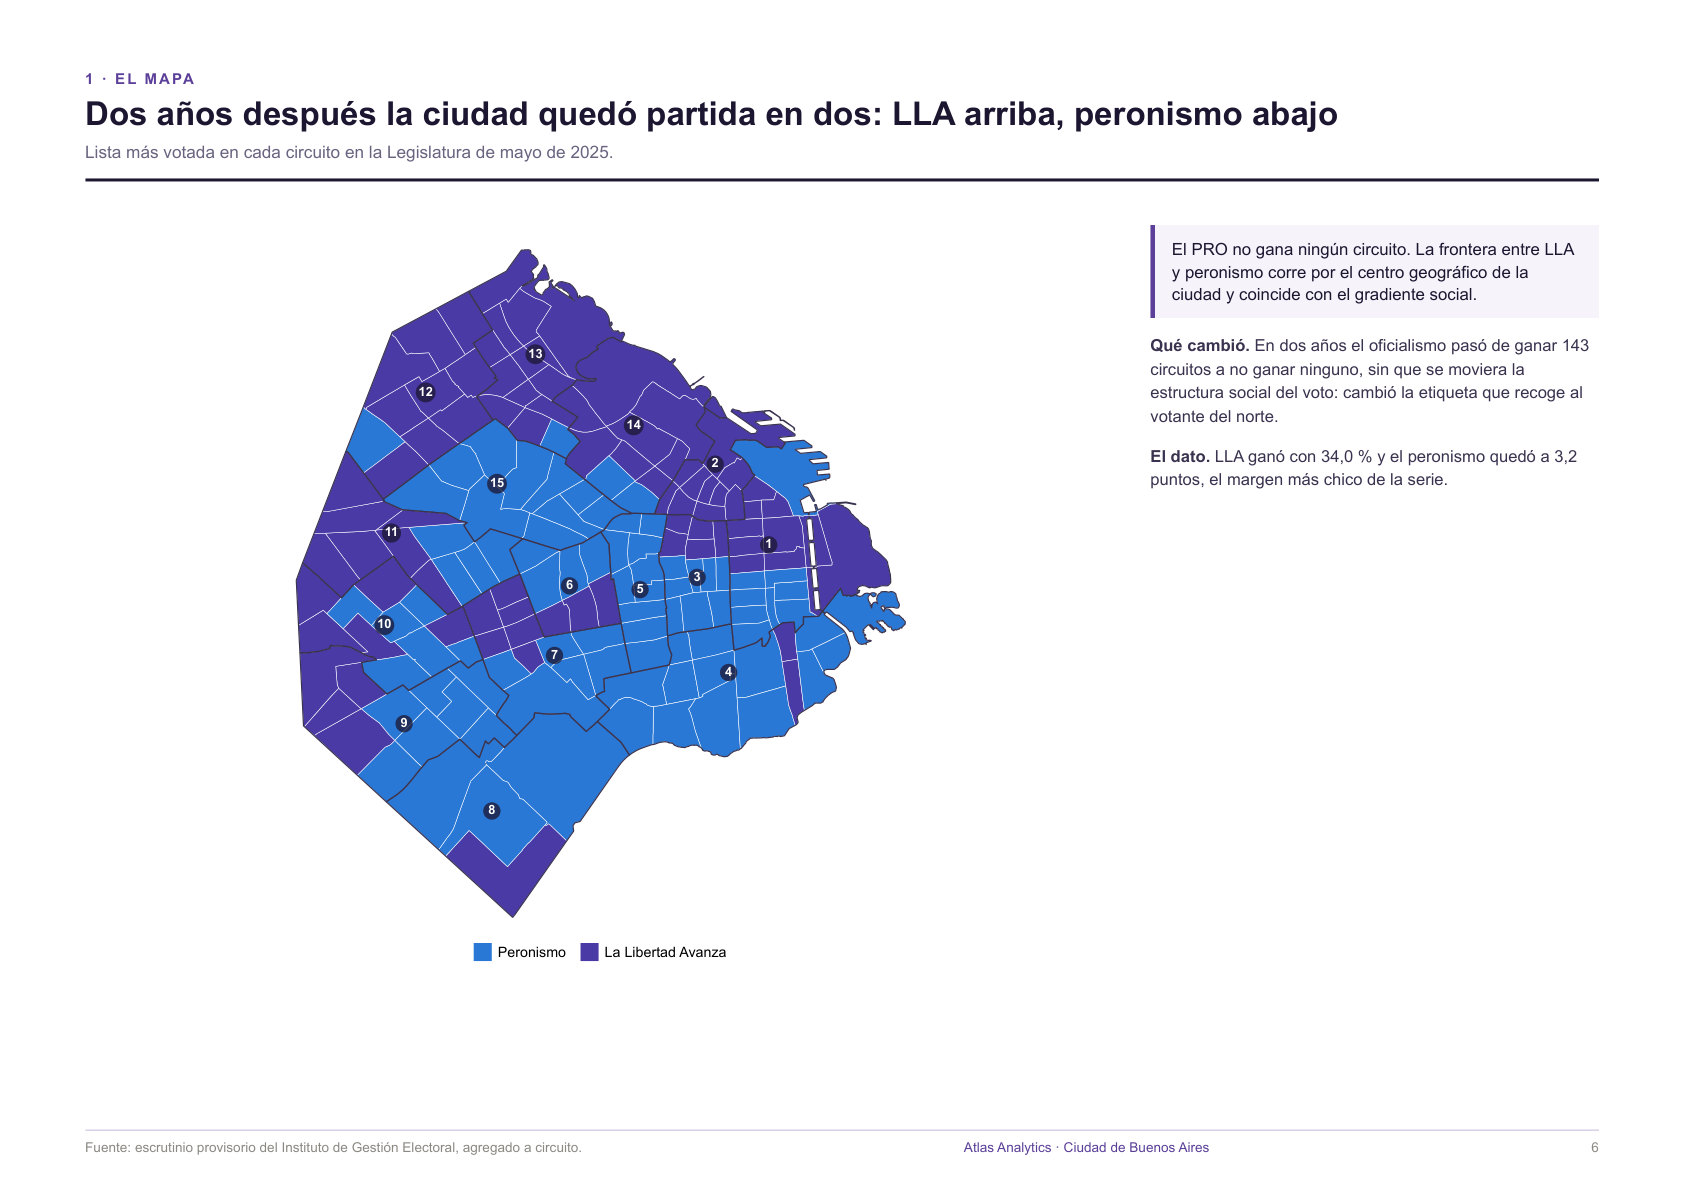 1 · EL MAPA
Dos años después la ciudad quedó partida en dos: LLA arriba, peronismo abajo
Lista más votada en cada circuito en la Legislatura de mayo de 2025.
El PRO no gana ningún circuito. La frontera entre LLA
y peronismo corre por el centro geográfico de la
ciudad y coincide con el gradiente social.
Qué cambió. En dos años el oficialismo pasó de ganar 143
circuitos a no ganar ninguno, sin que se moviera la
estructura social del voto: cambió la etiqueta que recoge al
votante del norte.
El dato. LLA ganó con 34,0 % y el peronismo quedó a 3,2
puntos, el margen más chico de la serie.
13
12
14
2
15
11
1
3
6
5
10
7
4
9
8
Peronismo
La Libertad Avanza
Fuente: escrutinio provisorio del Instituto de Gestión Electoral, agregado a circuito.
Atlas Analytics · Ciudad de Buenos Aires
6